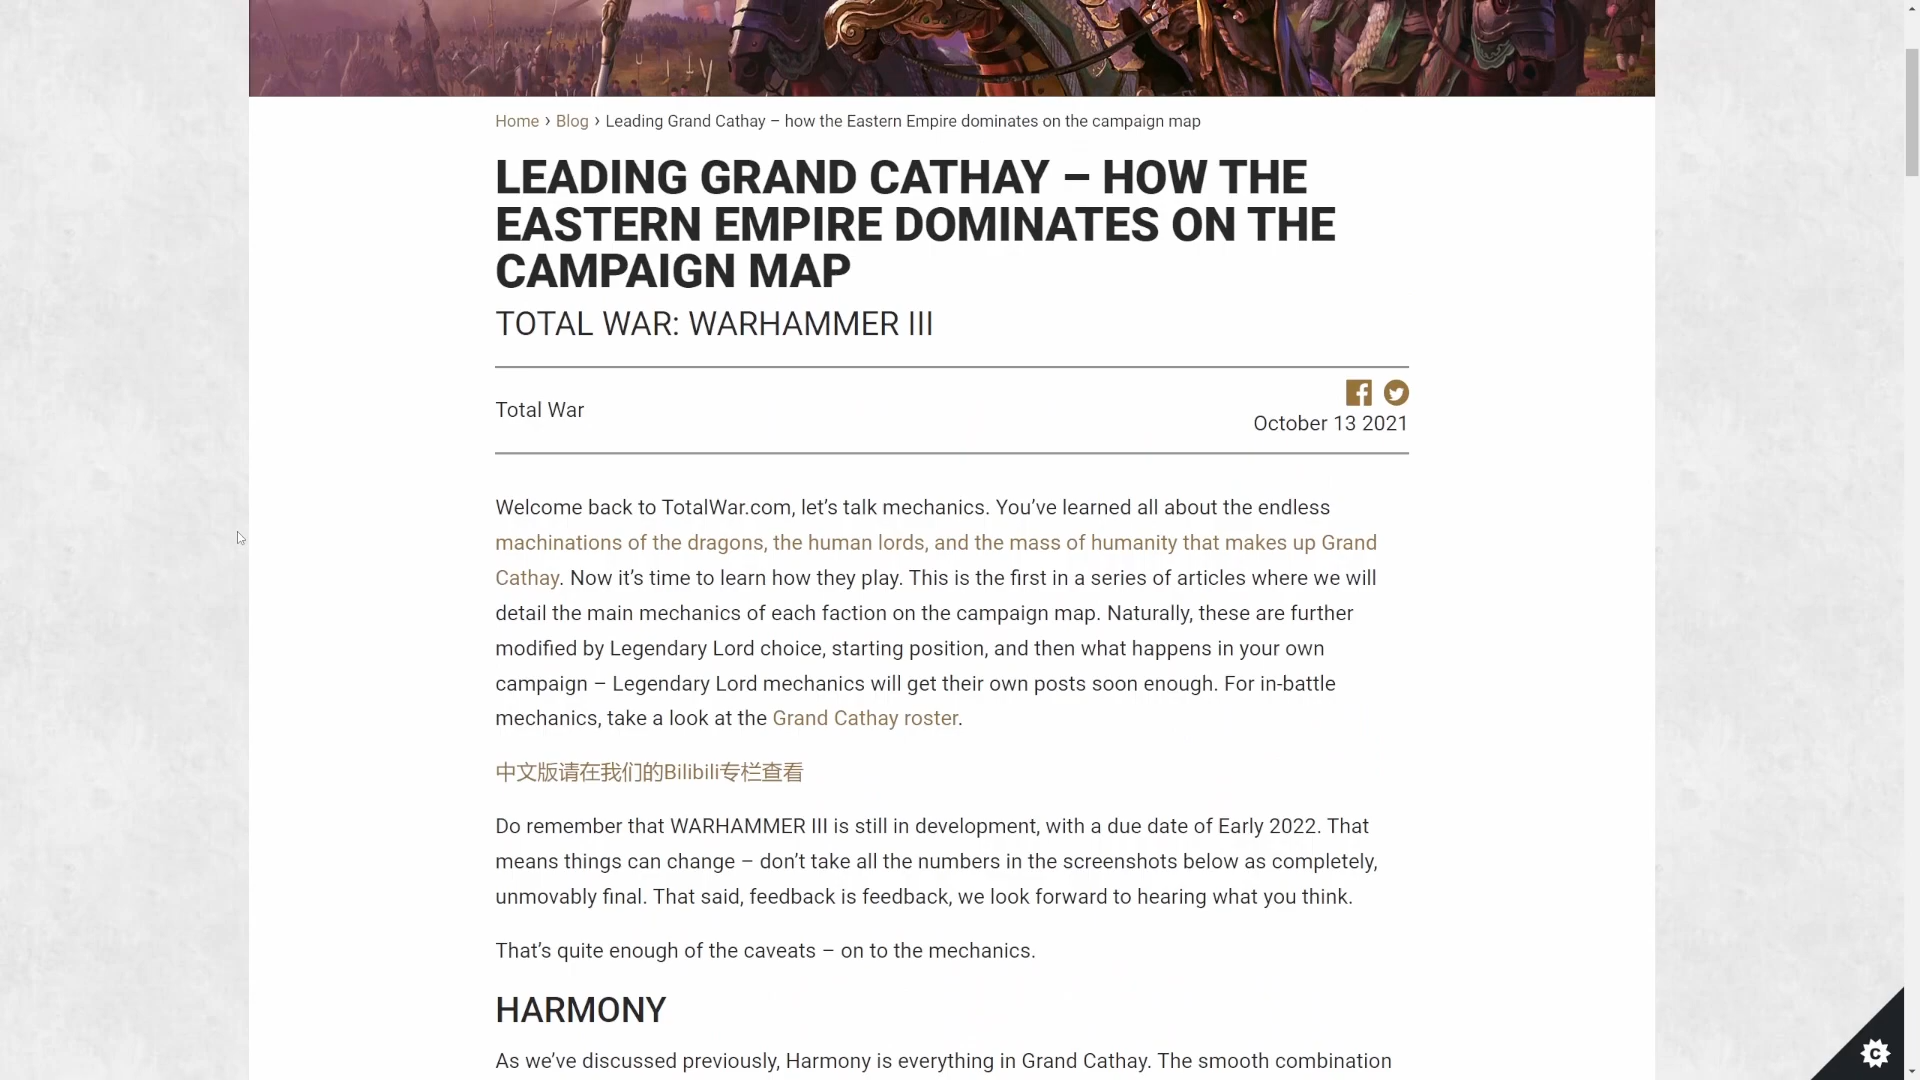 Home › Blog › Leading Grand Cathay – how the Eastern Empire dominates on the campaign map
LEADING GRAND CATHAY – HOW THE
EASTERN EMPIRE DOMINATES ON THE
CAMPAIGN MAP
TOTAL WAR: WARHAMMER III
Total War
October 13 2021
Welcome back to TotalWar.com, let’s talk mechanics. You’ve learned all about the endless
machinations of the dragons, the human lords, and the mass of humanity that makes up Grand
Cathay. Now it’s time to learn how they play. This is the first in a series of articles where we will
detail the main mechanics of each faction on the campaign map. Naturally, these are further
modified by Legendary Lord choice, starting position, and then what happens in your own
campaign – Legendary Lord mechanics will get their own posts soon enough. For in-battle
mechanics, take a look at the Grand Cathay roster.
中文版请在我们的Bilibili专栏查看
Do remember that WARHAMMER III is still in development, with a due date of Early 2022. That
means things can change – don’t take all the numbers in the screenshots below as completely,
unmovably final. That said, feedback is feedback, we look forward to hearing what you think.
That’s quite enough of the caveats – on to the mechanics.
HARMONY
As we’ve discussed previously, Harmony is everything in Grand Cathay. The smooth combination